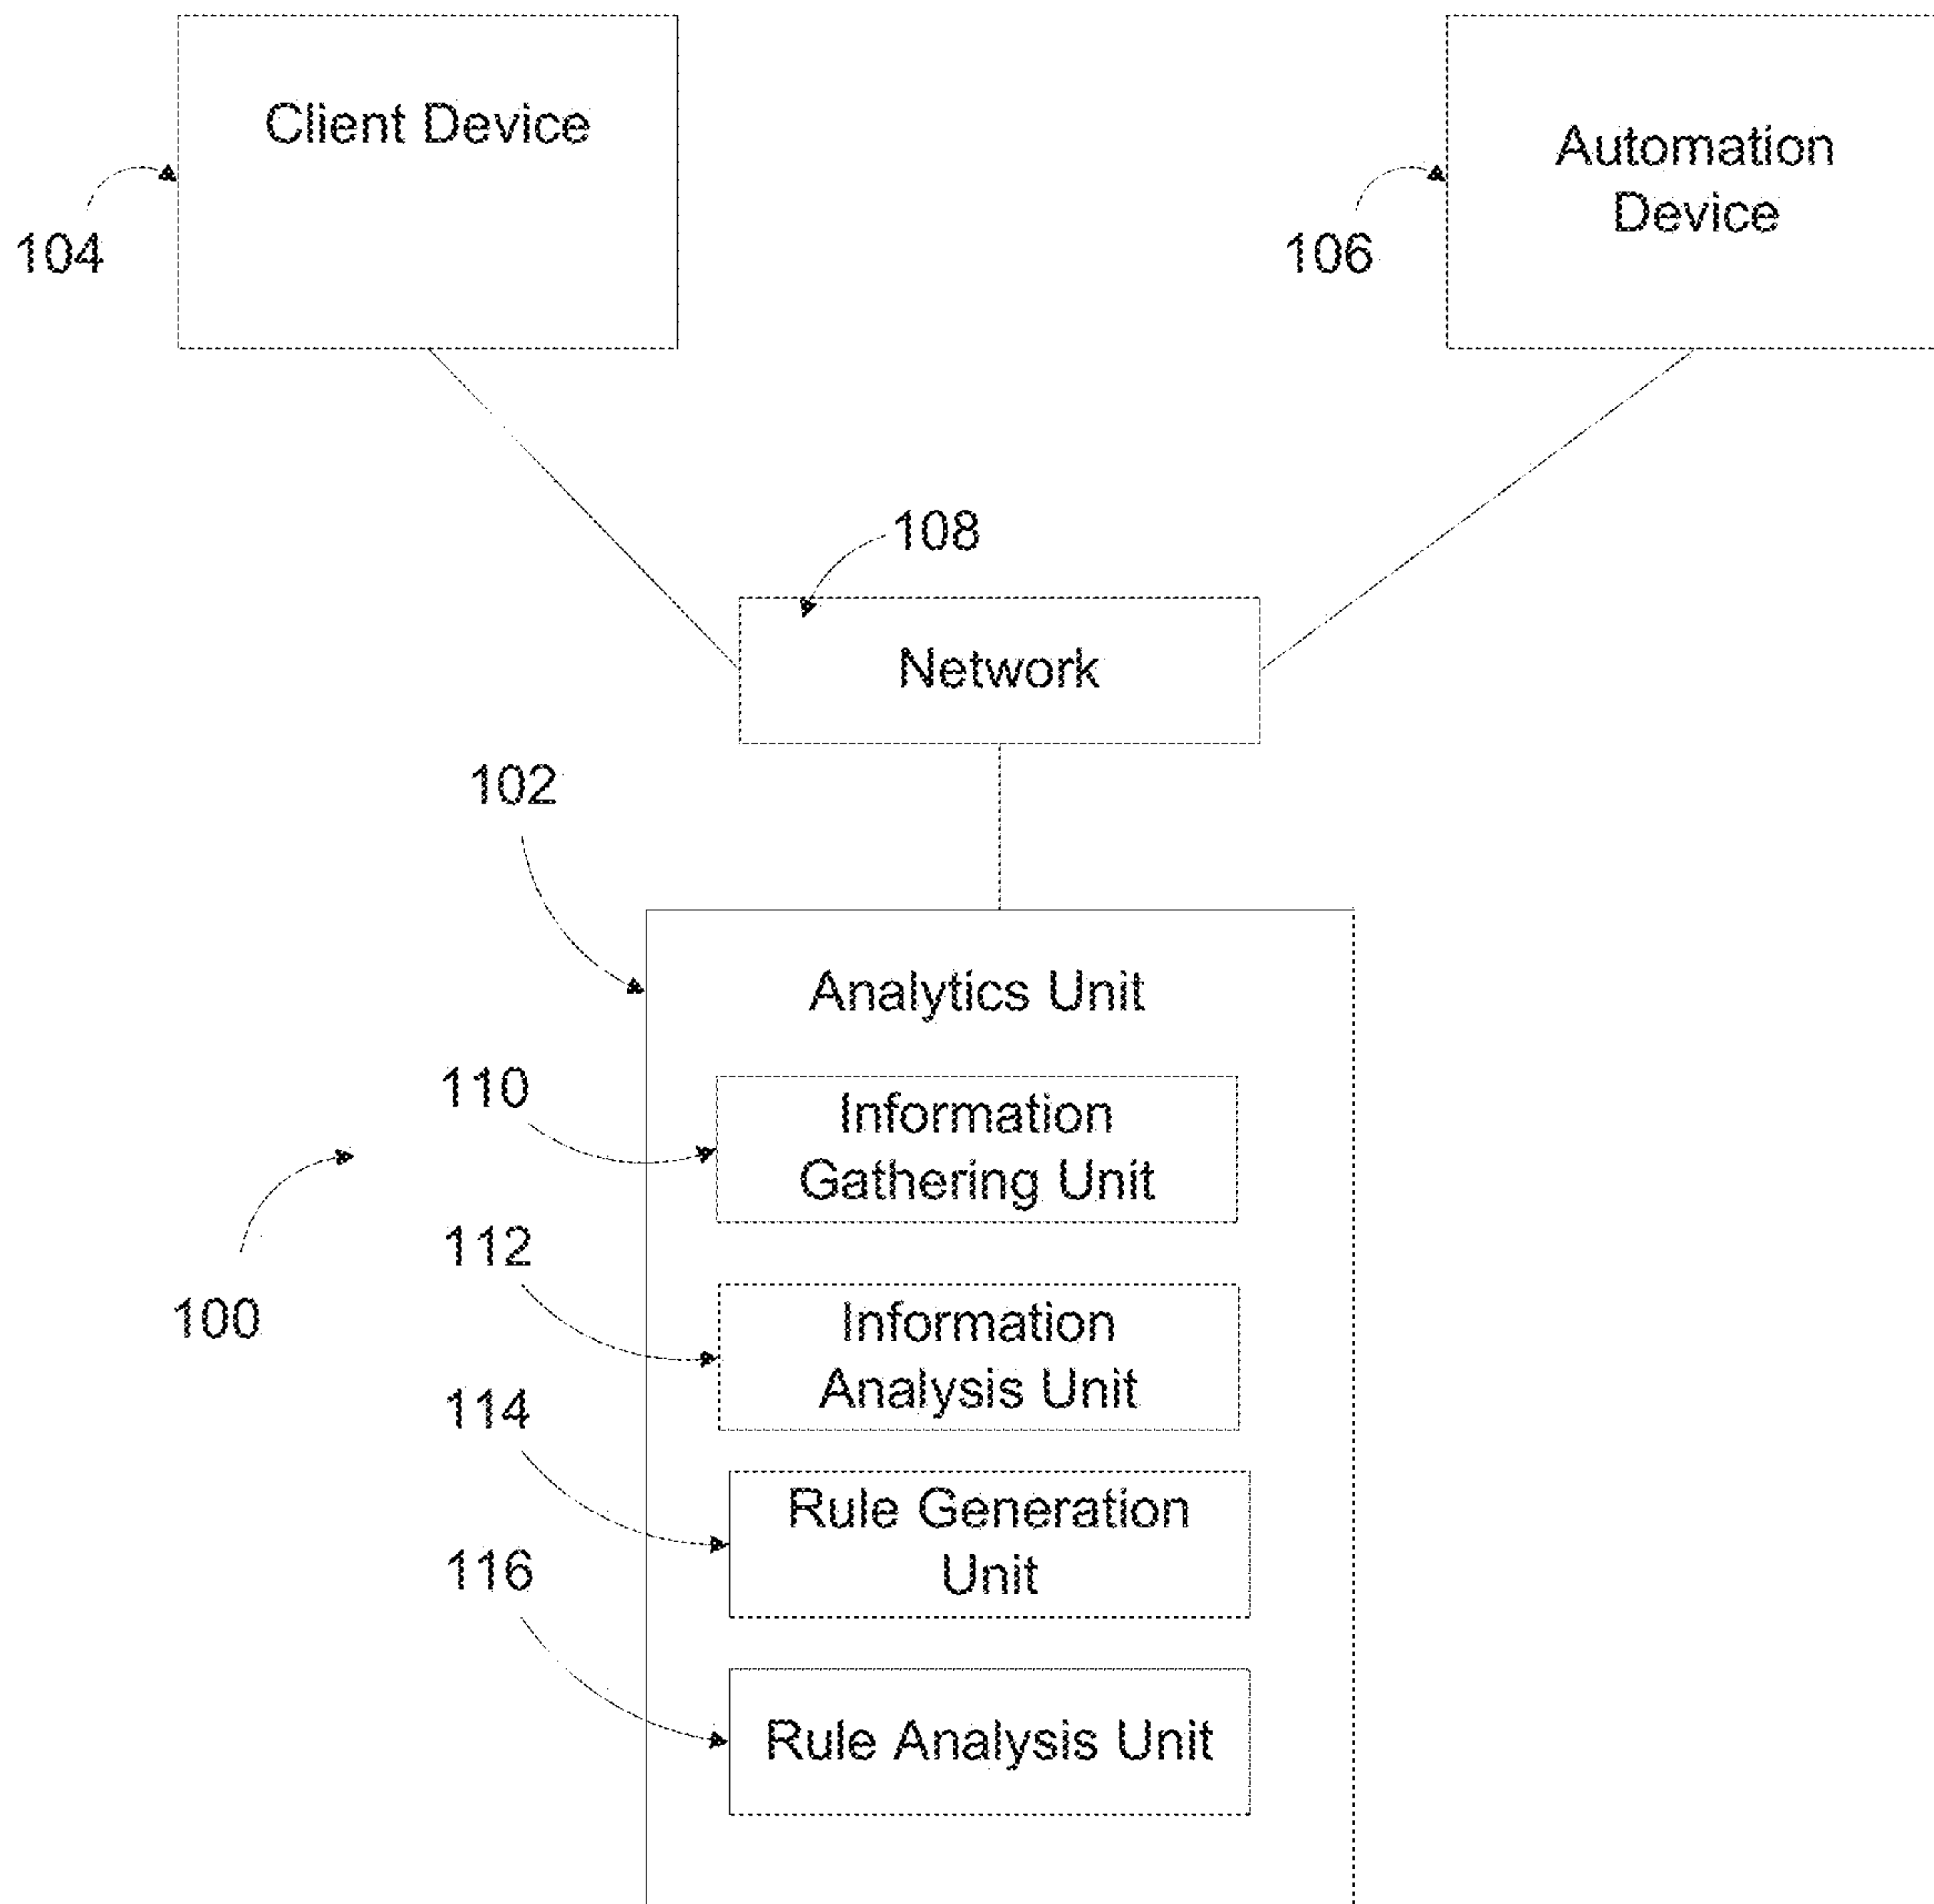 Client Device
Automation
Device
104
106
108
Network
102
Analytics Unit
110
Information
Gathering Unit
112
Information
Analysis Unit
100
114
Rule Generation
Unit
116
Rule Analysis Unit